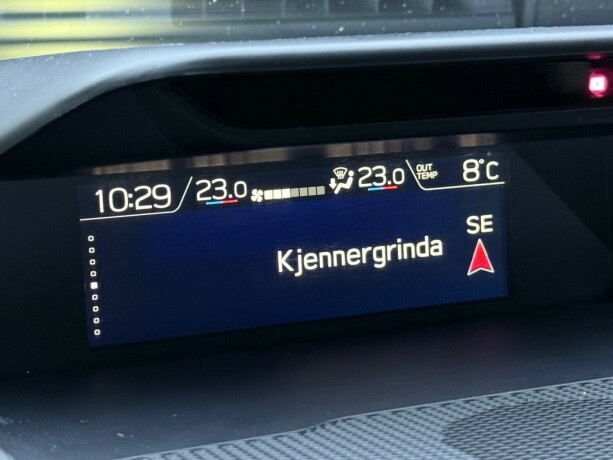 10:29 23.0 23.0 OUT TEMP 8°C
SE
Kjennergrinda